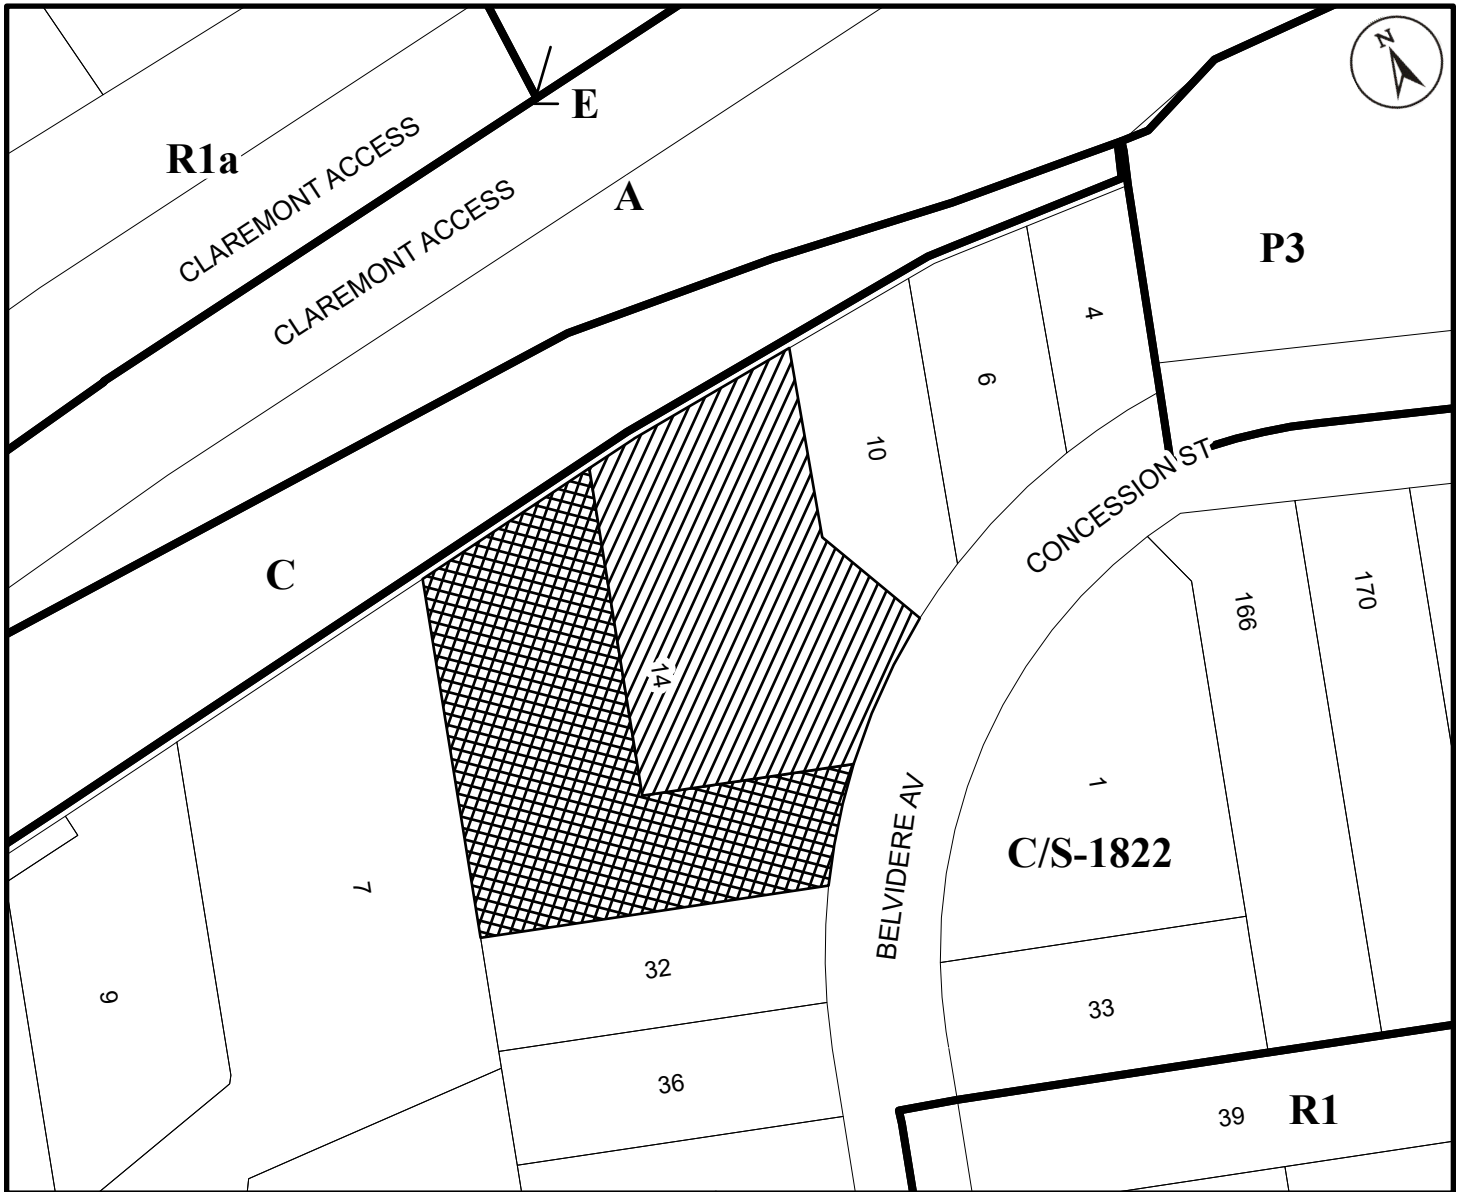 N
E
CLAREMONT ACCESS
R1a
CLAREMONT ACCESS
A
P3
4
6
10
CONCESSION ST
C
170
166
14
1
BELVIDERE AV
C/S-1822
7
32
9
33
36
39
R1